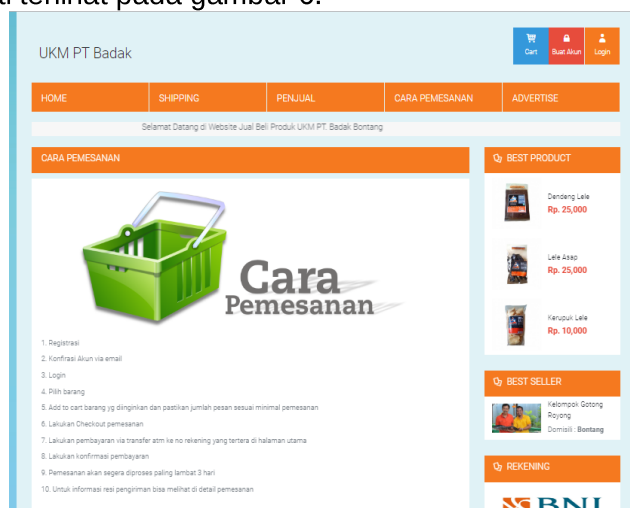 terlihat pada gambar 6.
UKM PT Badak
Cart
Buat Akun
Login
HOME
SHIPPING
PENJUAL
CARA PEMESANAN
ADVERTISE
Selamat Datang di Website Jual Beli Produk UKM PT. Badak Bontang
CARA PEMESANAN
Cara
Pemesanan
1. Registrasi
2. Konfirasi Akun via email
3. Login
4. Pilih barang
5. Add to cart barang yg diinginkan dan pastikan jumlah pesan sesuai minimal pemesanan
6. Lakukan Checkout pemesanan
7. Lakukan pembayaran via transfer atm ke no rekening yang tertera di halaman utama
8. Lakukan konfirmasi pembayaran
9. Pemesanan akan segera diproses paling lambat 3 hari
10. Untuk informasi resi pengiriman bisa melihat di detail pemesanan
BEST PRODUCT
Dendeng Lele
Rp. 25,000
Lele Asap
Rp. 25,000
Kerupuk Lele
Rp. 10,000
BEST SELLER
Kelompok Gotong
Royong
Domisili : Bontang
REKENING
BNI